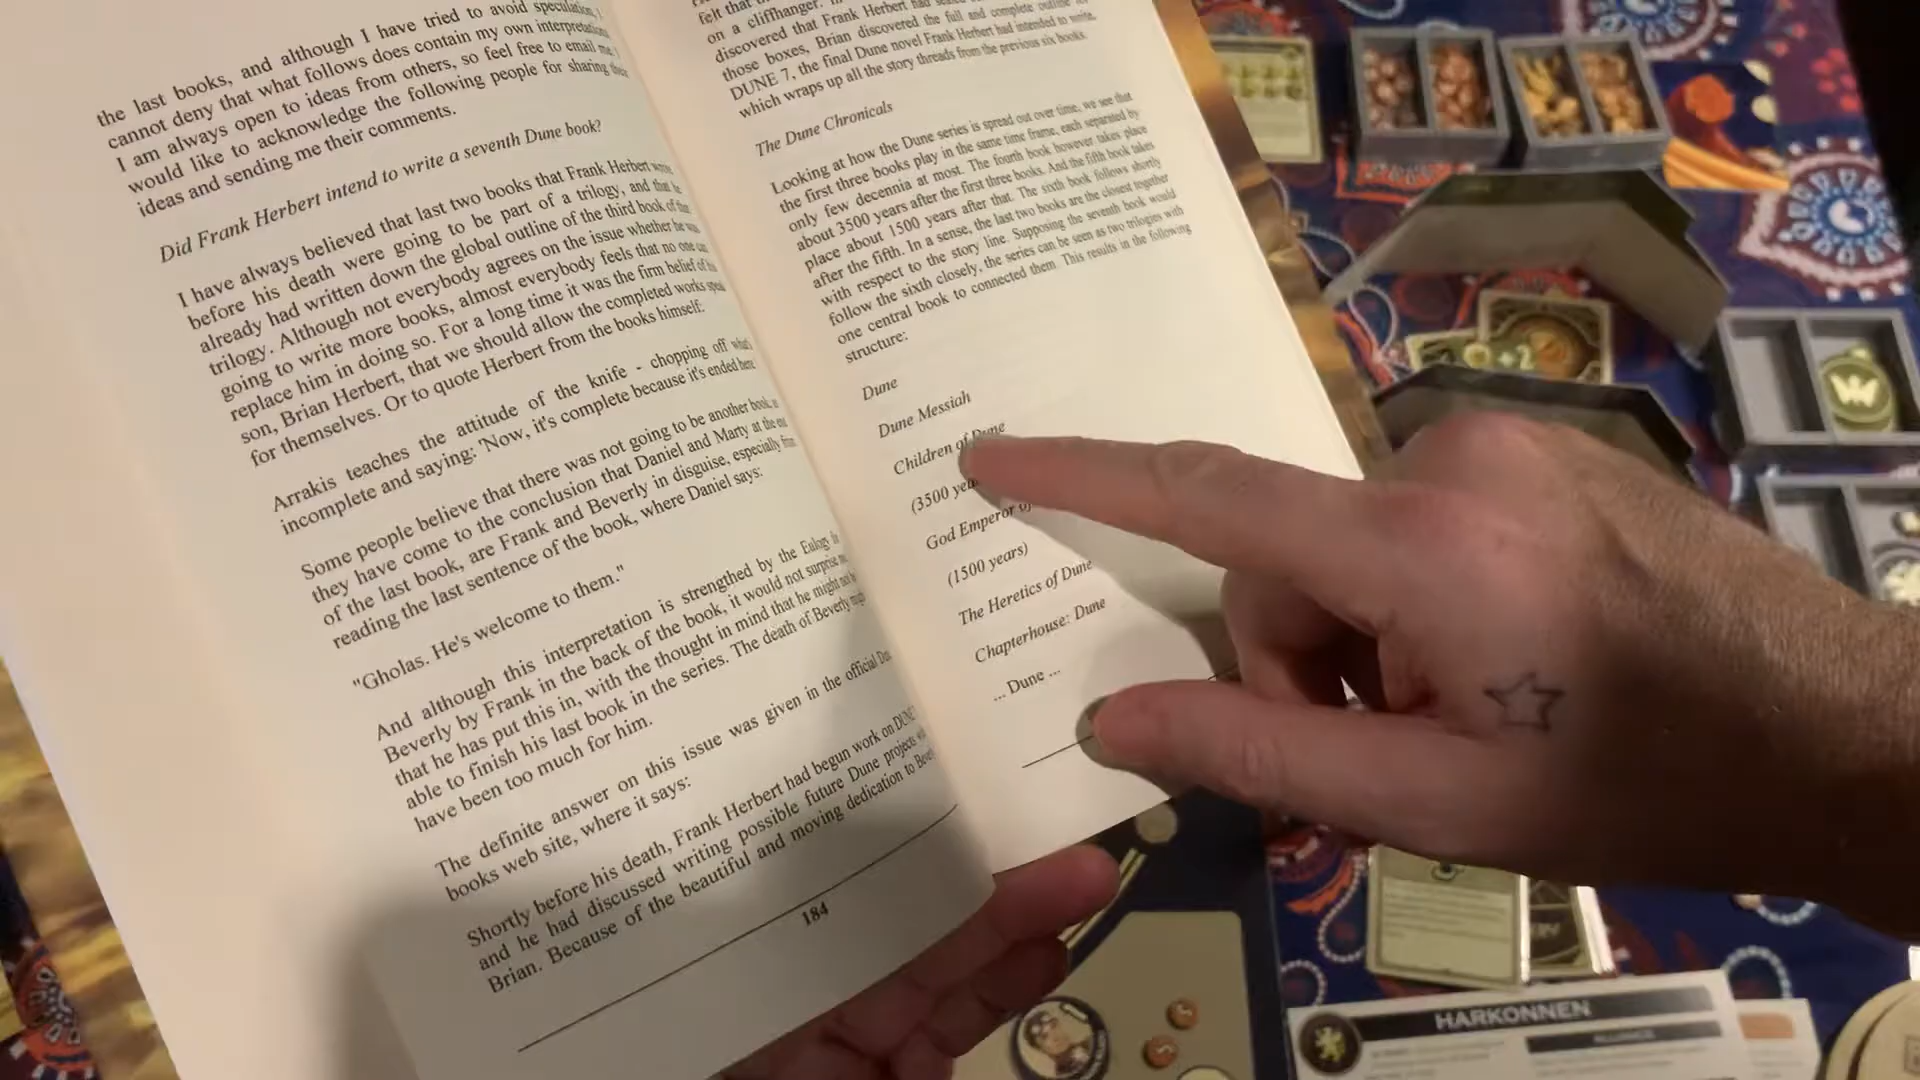 the last books, and although I have tried to avoid speculation, I
cannot deny that what follows does contain my own interpretations
I am always open to ideas from others, so feel free to email me. I
would like to acknowledge the following people for sharing their
ideas and sending me their comments.
Did Frank Herbert intend to write a seventh Dune book?
I have always believed that last two books that Frank Herbert wrote
before his death were going to be part of a trilogy, and that he
already had written down the global outline of the third book of that
trilogy. Although not everybody agrees on the issue whether he was
going to write more books, almost everybody feels that no one can
replace him in doing so. For a long time it was the firm belief of his
son, Brian Herbert, that we should allow the completed works speak
for themselves. Or to quote Herbert from the books himself:
Arrakis teaches the attitude of the knife - chopping off what's
incomplete and saying: 'Now, it's complete because it's ended here.
Some people believe that there was not going to be another book,
they have come to the conclusion that Daniel and Marty at the end
of the last book, are Frank and Beverly in disguise, especially from
reading the last sentence of the book, where Daniel says:
"Gholas. He's welcome to them."
And although this interpretation is strengthed by the Eulogy
Beverly by Frank in the back of the book, it would not surprise me
that he has put this in, with the thought in mind that he might not be
able to finish his last book in the series. The death of Beverly might
have been too much for him.
The definite answer on this issue was given in the official Dune
books web site, where it says:
Shortly before his death, Frank Herbert had begun work on DUNE
and he had discussed writing possible future Dune projects with
Brian. Because of the beautiful and moving dedication to Beverly
184
felt that
on a cliffhanger.
discovered that Frank Herbert had
those boxes, Brian discovered the full and complete outline
DUNE 7, the final Dune novel Frank Herbert had intended to write,
which wraps up all the story threads from the previous six books.
The Dune Chronicals
Looking at how the Dune series is spread out over time, we see that
the first three books play in the same time frame, each separated by
only few decennia at most. The fourth book however takes place
about 3500 years after the first three books. And the fifth book takes
place about 1500 years after that. The sixth book follows shortly
after the fifth. In a sense, the last two books are the closest together
with respect to the story line. Supposing the seventh book would
follow the sixth closely, the series can be seen as two trilogies with
one central book to connected them. This results in the following
structure:
Dune
Dune Messiah
Children of Dune
(3500
God Emperor
(1500 years)
The Heretics of Dune
Chapterhouse: Dune
... Dune ...
+2
HARKONNEN
ALLIANCE